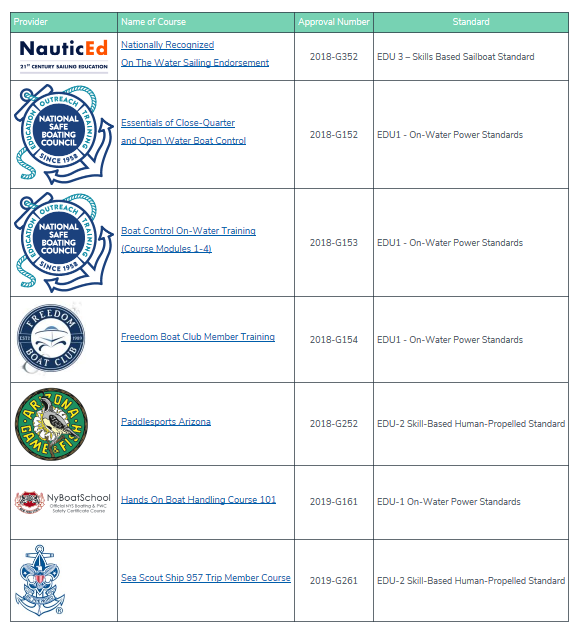 Provider Name of Course Approval Number Standard
NauticEd
21ST CENTURY SAILING EDUCATION
Nationally Recognized
On The Water Sailing Endorsement
2018-G352
EDU 3 – Skills Based Sailboat Standard
EDUCATION OUTREACH TRAINING
NATIONAL
SAFE
BOATING
COUNCIL
SINCE 1958
Essentials of Close-Quarter
and Open Water Boat Control
2018-G152
EDU1 - On-Water Power Standards
EDUCATION OUTREACH TRAINING
NATIONAL
SAFE
BOATING
COUNCIL
SINCE 1958
Boat Control On-Water Training
(Course Modules 1-4)
2018-G153
EDU1 - On-Water Power Standards
FREEDOM
EST 1989
BOAT CLUB
Freedom Boat Club Member Training
2018-G154
EDU1 - On-Water Power Standards
ARIZONA
GAME & FISH
Paddlesports Arizona
2018-G252
EDU-2 Skill-Based Human-Propelled Standard
NyBoatSchool
Official NYS Boating & PWC
Safety Certificate Course
Hands On Boat Handling Course 101
2019-G161
EDU-1 On-Water Power Standards
®
Sea Scout Ship 957 Trip Member Course
2019-G261
EDU-2 Skill-Based Human-Propelled Standard